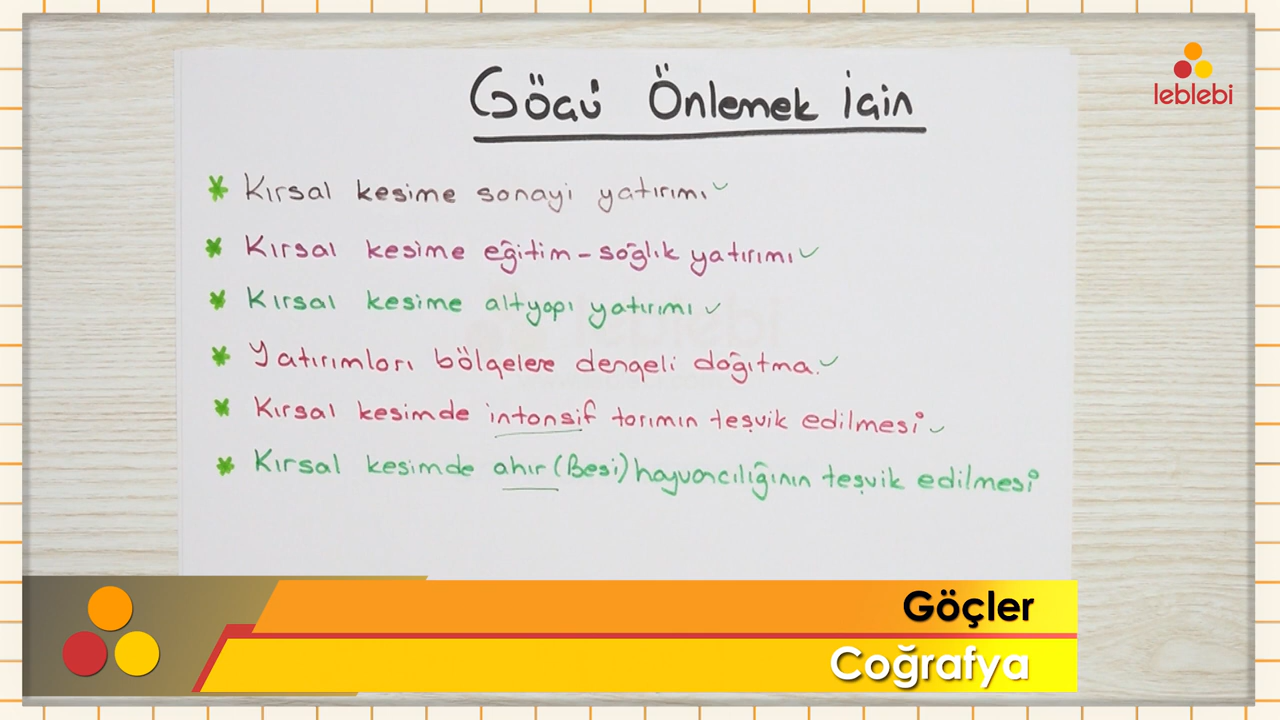 Göçü Önlemek İçin
leblebi
* Kırsal kesime sanayi yatırımı ✓
* Kırsal kesime eğitim - sağlık yatırımı ✓
* Kırsal kesime altyapı yatırımı ✓
* Yatırımları bölgelere dengeli dağıtma. ✓
* Kırsal kesimde intansif tarımın teşvik edilmesi ✓
* Kırsal kesimde ahır (Besi) hayvancılığının teşvik edilmesi
Göçler
Coğrafya